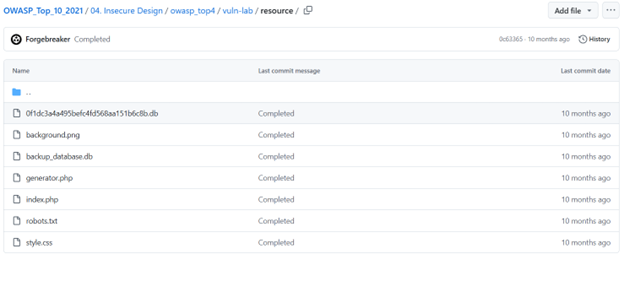 OWASP_Top_10_2021 / 04. Insecure Design / owasp_top4 / vuln-lab / resource / Add file
Forgebreaker Completed 0c63365 · 10 months ago History
Name Last commit message Last commit date
..
0f1dc3a4a495befc4fd568aa151b6c8b.db Completed 10 months ago
background.png Completed 10 months ago
backup_database.db Completed 10 months ago
generator.php Completed 10 months ago
index.php Completed 10 months ago
robots.txt Completed 10 months ago
style.css Completed 10 months ago